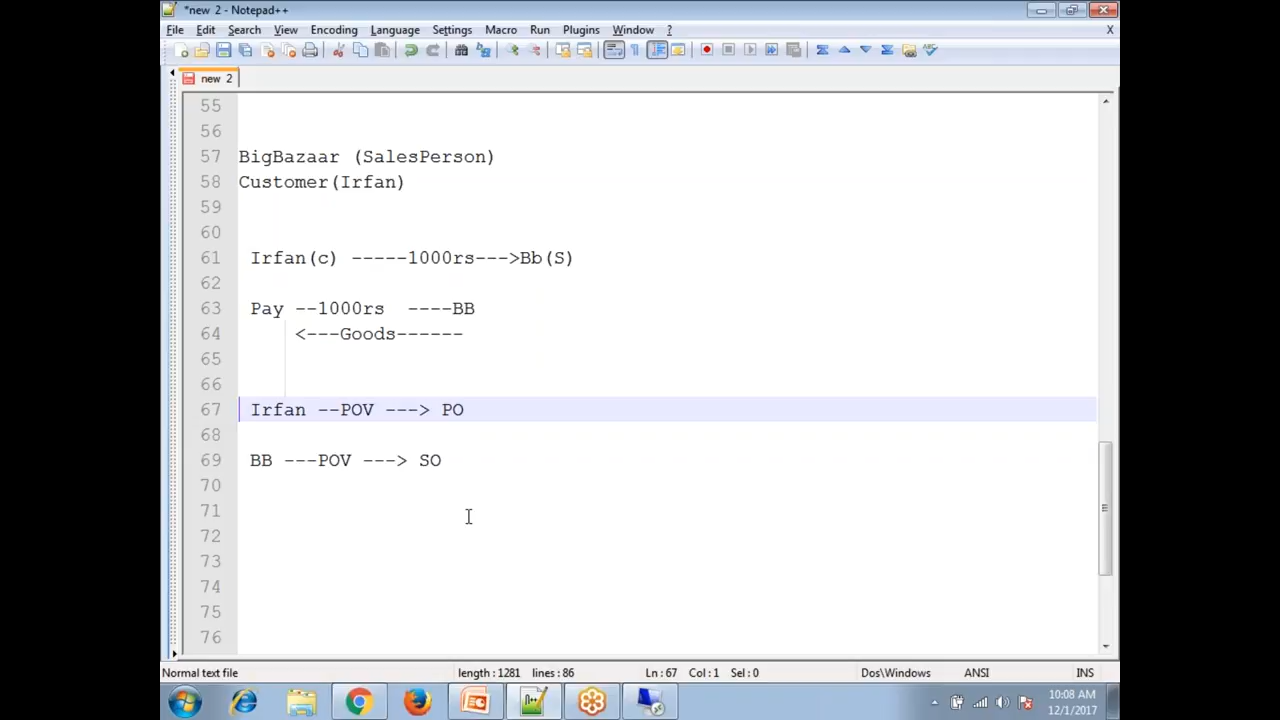 *new 2 - Notepad++
File Edit Search View Encoding Language Settings Macro Run Plugins Window ?
X
new 2
55
56
57 BigBazaar (SalesPerson)
58 Customer(Irfan)
59
60
61 Irfan(c) -----1000rs--->Bb(S)
62
63 Pay --1000rs  ----BB
64 <---Goods------
65
66
67 Irfan --POV ---> PO
68
69 BB ---POV ---> SO
70
71
72
73
74
75
76
Normal text file length : 1281 lines : 86 Ln : 67 Col : 1 Sel : 0 Dos\Windows ANSI INS
10:08 AM
12/1/2017